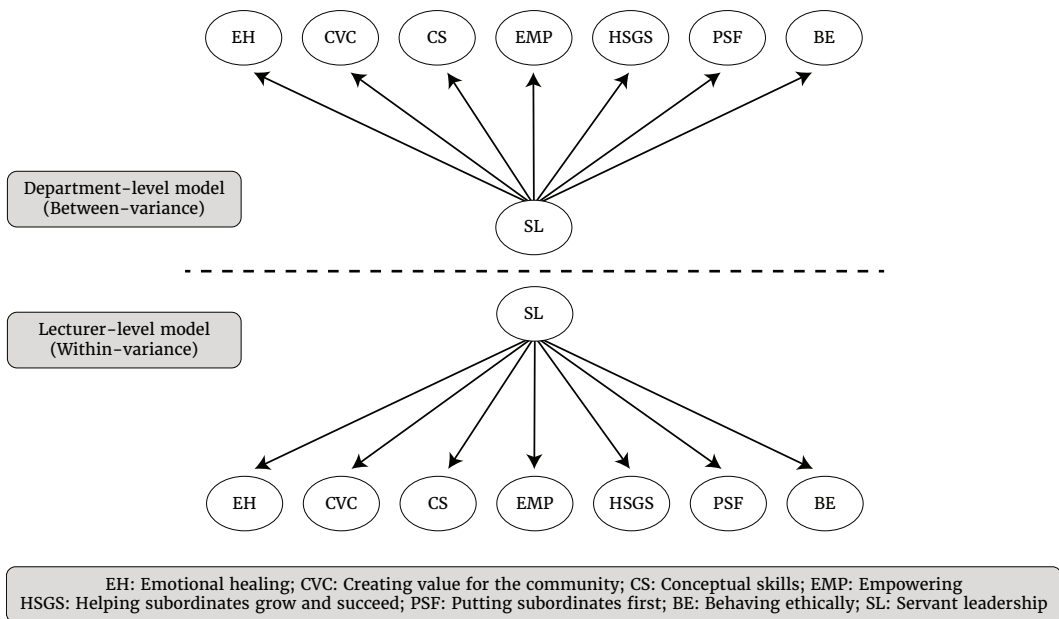 EH CVC CS EMP HSGS PSF BE
Department-level model
(Between-variance)
SL
SL
Lecturer-level model
(Within-variance)
EH CVC CS EMP HSGS PSF BE
EH: Emotional healing; CVC: Creating value for the community; CS: Conceptual skills; EMP: Empowering
HSGS: Helping subordinates grow and succeed; PSF: Putting subordinates first; BE: Behaving ethically; SL: Servant leadership